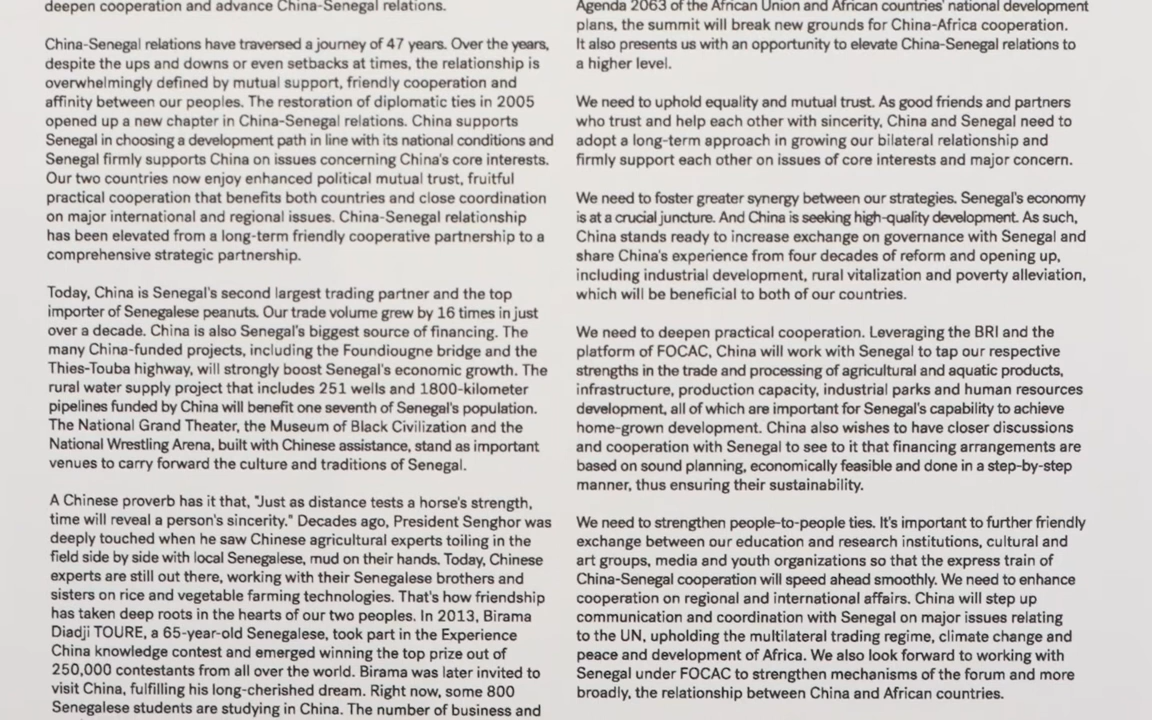 deepen cooperation and advance China-Senegal relations.
China-Senegal relations have traversed a journey of 47 years. Over the years,
despite the ups and downs or even setbacks at times, the relationship is
overwhelmingly defined by mutual support, friendly cooperation and
affinity between our peoples. The restoration of diplomatic ties in 2005
opened up a new chapter in China-Senegal relations. China supports
Senegal in choosing a development path in line with its national conditions and
Senegal firmly supports China on issues concerning China's core interests.
Our two countries now enjoy enhanced political mutual trust, fruitful
practical cooperation that benefits both countries and close coordination
on major international and regional issues. China-Senegal relationship
has been elevated from a long-term friendly cooperative partnership to a
comprehensive strategic partnership.
Today, China is Senegal's second largest trading partner and the top
importer of Senegalese peanuts. Our trade volume grew by 16 times in just
over a decade. China is also Senegal's biggest source of financing. The
many China-funded projects, including the Foundiougne bridge and the
Thies-Touba highway, will strongly boost Senegal's economic growth. The
rural water supply project that includes 251 wells and 1800-kilometer
pipelines funded by China will benefit one seventh of Senegal's population.
The National Grand Theater, the Museum of Black Civilization and the
National Wrestling Arena, built with Chinese assistance, stand as important
venues to carry forward the culture and traditions of Senegal.
A Chinese proverb has it that, "Just as distance tests a horse's strength,
time will reveal a person's sincerity." Decades ago, President Senghor was
deeply touched when he saw Chinese agricultural experts toiling in the
field side by side with local Senegalese, mud on their hands. Today, Chinese
experts are still out there, working with their Senegalese brothers and
sisters on rice and vegetable farming technologies. That's how friendship
has taken deep roots in the hearts of our two peoples. In 2013, Birama
Diadji TOURE, a 65-year-old Senegalese, took part in the Experience
China knowledge contest and emerged winning the top prize out of
250,000 contestants from all over the world. Birama was later invited to
visit China, fulfilling his long-cherished dream. Right now, some 800
Senegalese students are studying in China. The number of business and
Agenda 2063 of the African Union and African countries' national development
plans, the summit will break new grounds for China-Africa cooperation.
It also presents us with an opportunity to elevate China-Senegal relations to
a higher level.
We need to uphold equality and mutual trust. As good friends and partners
who trust and help each other with sincerity, China and Senegal need to
adopt a long-term approach in growing our bilateral relationship and
firmly support each other on issues of core interests and major concern.
We need to foster greater synergy between our strategies. Senegal's economy
is at a crucial juncture. And China is seeking high-quality development. As such,
China stands ready to increase exchange on governance with Senegal and
share China's experience from four decades of reform and opening up,
including industrial development, rural vitalization and poverty alleviation,
which will be beneficial to both of our countries.
We need to deepen practical cooperation. Leveraging the BRI and the
platform of FOCAC, China will work with Senegal to tap our respective
strengths in the trade and processing of agricultural and aquatic products,
infrastructure, production capacity, industrial parks and human resources
development, all of which are important for Senegal's capability to achieve
home-grown development. China also wishes to have closer discussions
and cooperation with Senegal to see to it that financing arrangements are
based on sound planning, economically feasible and done in a step-by-step
manner, thus ensuring their sustainability.
We need to strengthen people-to-people ties. It's important to further friendly
exchange between our education and research institutions, cultural and
art groups, media and youth organizations so that the express train of
China-Senegal cooperation will speed ahead smoothly. We need to enhance
cooperation on regional and international affairs. China will step up
communication and coordination with Senegal on major issues relating
to the UN, upholding the multilateral trading regime, climate change and
peace and development of Africa. We also look forward to working with
Senegal under FOCAC to strengthen mechanisms of the forum and more
broadly, the relationship between China and African countries.